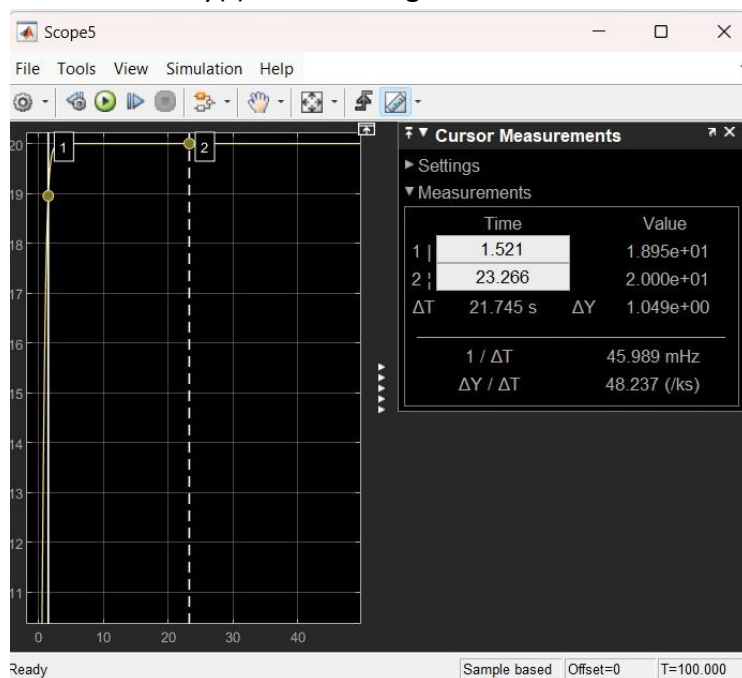 Scope5
File Tools View Simulation Help
Cursor Measurements
Settings
Measurements
Time Value
1 | 1.521 1.895e+01
2 ¦ 23.266 2.000e+01
ΔT 21.745 s ΔY 1.049e+00
1 / ΔT 45.989 mHz
ΔY / ΔT 48.237 (/ks)
1 2
20
19
18
17
16
15
14
13
12
11
0 10 20 30 40
Ready Sample based Offset=0 T=100.000